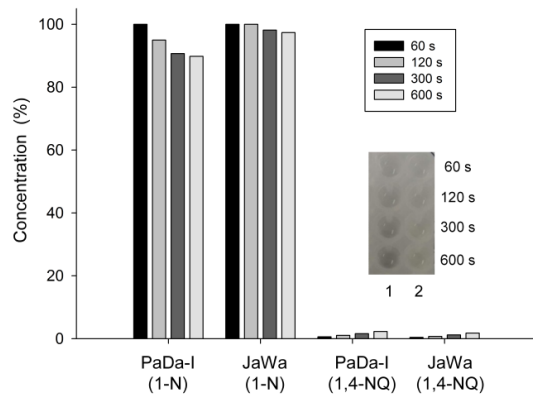 Concentration (%)
100
80
60
40
20
0
60 s
120 s
300 s
600 s
60 s
120 s
300 s
600 s
1 2
PaDa-I JaWa PaDa-I JaWa
(1-N) (1-N) (1,4-NQ) (1,4-NQ)